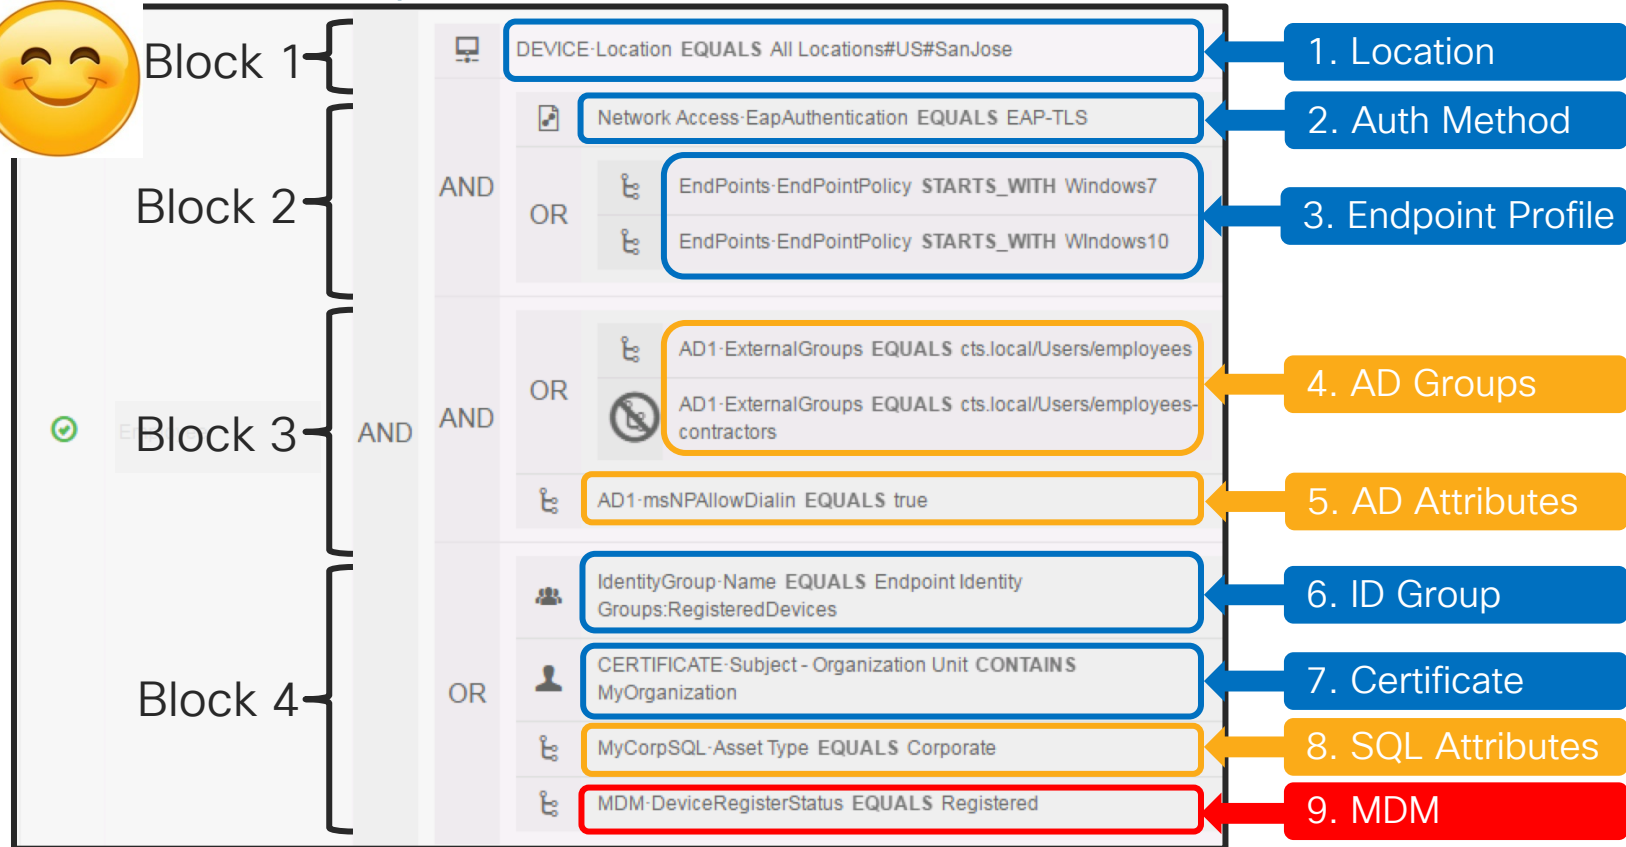 Block 1
DEVICE·Location EQUALS All Locations#US#SanJose
1. Location
Block 2
AND
Network Access·EapAuthentication EQUALS EAP-TLS
2. Auth Method
OR
EndPoints·EndPointPolicy STARTS_WITH Windows7
EndPoints·EndPointPolicy STARTS_WITH WIndows10
3. Endpoint Profile
Block 3
AND
AND
OR
AD1·ExternalGroups EQUALS cts.local/Users/employees
AD1·ExternalGroups EQUALS cts.local/Users/employees-
contractors
4. AD Groups
AD1·msNPAllowDialin EQUALS true
5. AD Attributes
Block 4
OR
IdentityGroup·Name EQUALS Endpoint Identity
Groups:RegisteredDevices
6. ID Group
CERTIFICATE·Subject - Organization Unit CONTAINS
MyOrganization
7. Certificate
MyCorpSQL·Asset Type EQUALS Corporate
8. SQL Attributes
MDM·DeviceRegisterStatus EQUALS Registered
9. MDM